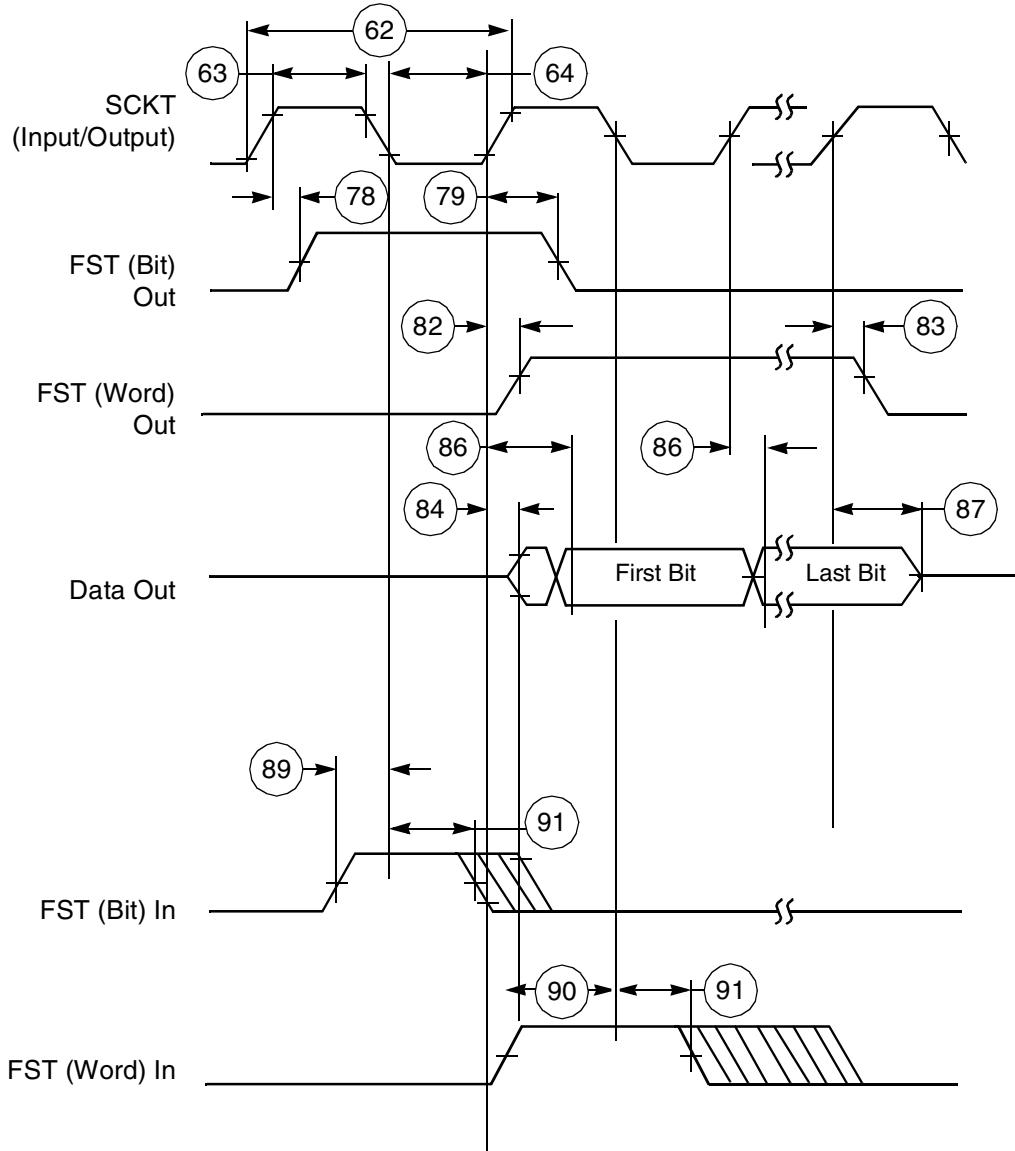 62
63
64
SCKT
(Input/Output)
78
79
FST (Bit)
Out
82
83
FST (Word)
Out
86
86
84
87
Data Out
First Bit
Last Bit
89
91
FST (Bit) In
90
91
FST (Word) In